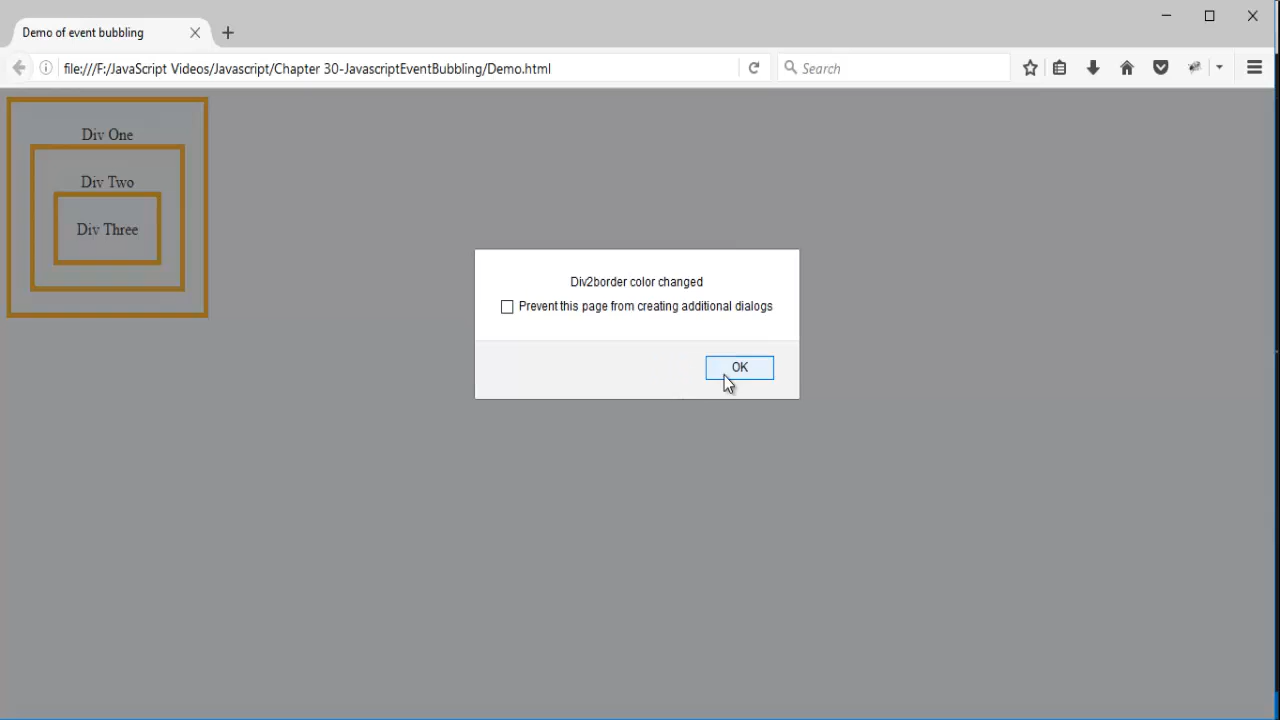 Demo of event bubbling
file:///F:/JavaScript Videos/Javascript/Chapter 30-JavascriptEventBubbling/Demo.html
Search
Div One
Div Two
Div Three
Div2border color changed
Prevent this page from creating additional dialogs
OK